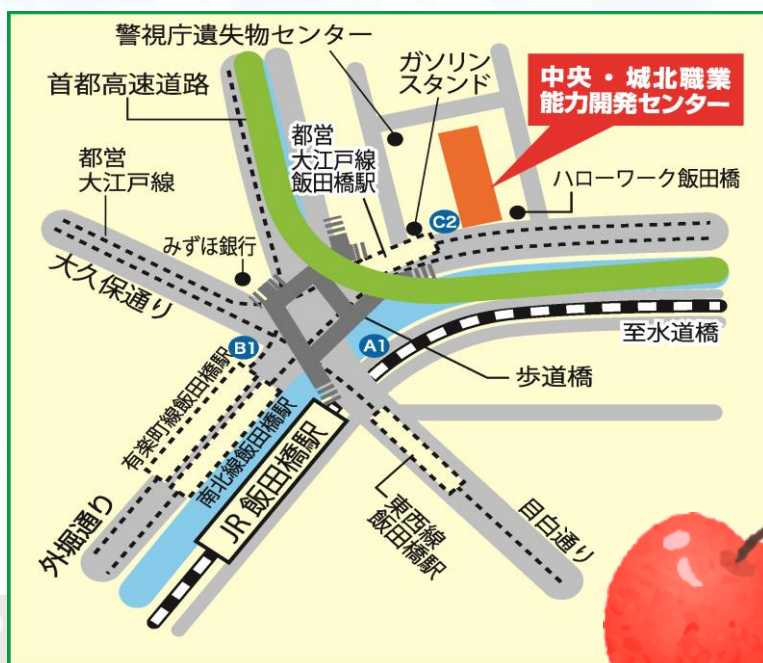 警視庁遺失物センター
首都高速道路
ガソリン
スタンド
中央・城北職業
能力開発センター
都営
大江戸線
飯田橋駅
都営
大江戸線
C2
ハローワーク飯田橋
みずほ銀行
大久保通り
B1
A1
至水道橋
歩道橋
有楽町線飯田橋駅
南北線飯田橋駅
JR 飯田橋駅
東西線
飯田橋駅
目白通り
外堀通り